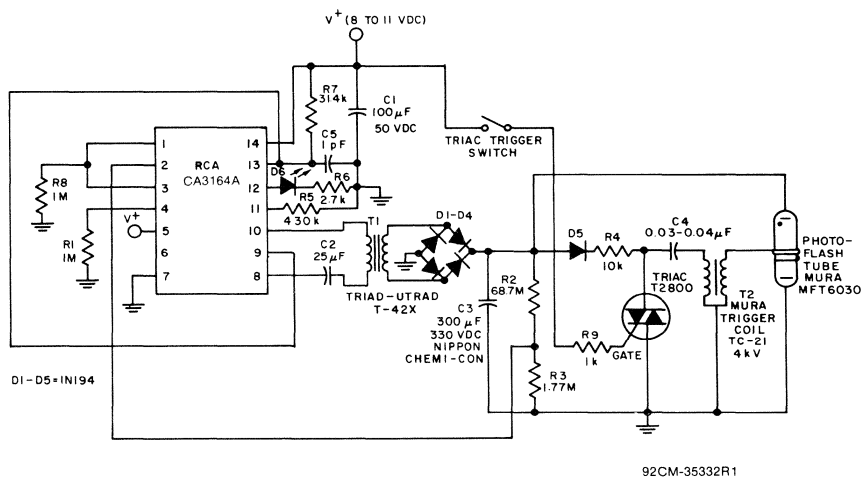 V+ (8 TO 11 VDC)
R7
314k
C1
100µF
50 VDC
C5
1pF
TRIAC TRIGGER
SWITCH
RCA
CA3164A
1
2
3
4
5
6
7
14
13
12
11
10
9
8
D6
R6
2.7k
R5
430k
R8
1M
V+
R1
1M
C2
25µF
T1
D1-D4
TRIAD-UTRAD
T-42X
R2
68.7M
C3
300µF
330 VDC
NIPPON
CHEMI-CON
D5
R4
10k
C4
0.03-0.04µF
TRIAC
T2800
R9
1k
GATE
T2
MURA
TRIGGER
COIL
TC-21
4kV
PHOTO-
FLASH
TUBE
MURA
MFT6030
R3
1.77M
D1-D5=IN194
92CM-35332R1